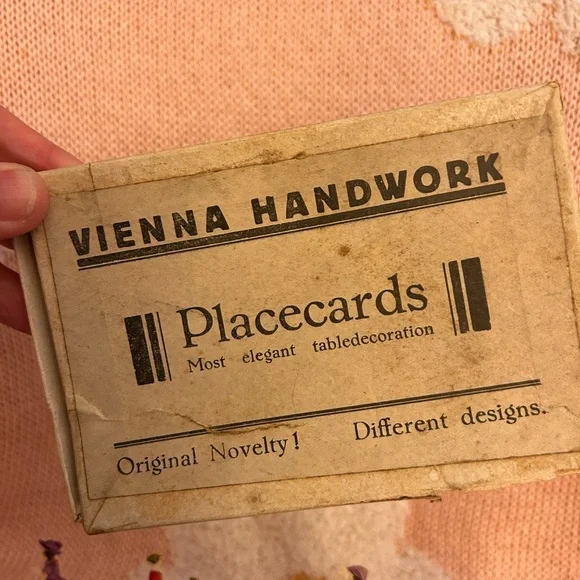 VIENNA HANDWORK
Placecards
Most elegant tabledecoration
Original Novelty! Different designs.